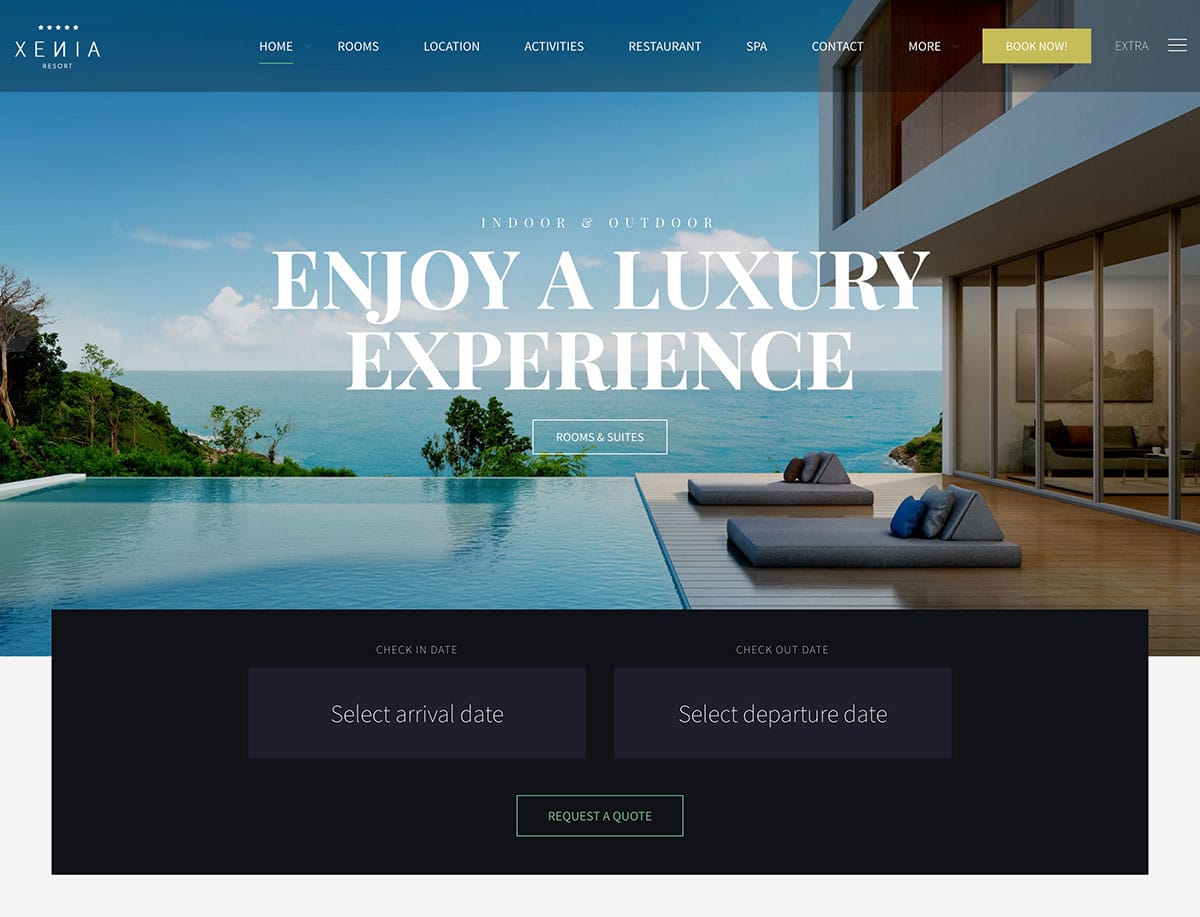 XEИIA
RESORT
HOME
ROOMS
LOCATION
ACTIVITIES
RESTAURANT
SPA
CONTACT
MORE
BOOK NOW!
EXTRA
INDOOR & OUTDOOR
ENJOY A LUXURY
EXPERIENCE
ROOMS & SUITES
CHECK IN DATE
CHECK OUT DATE
Select arrival date
Select departure date
REQUEST A QUOTE